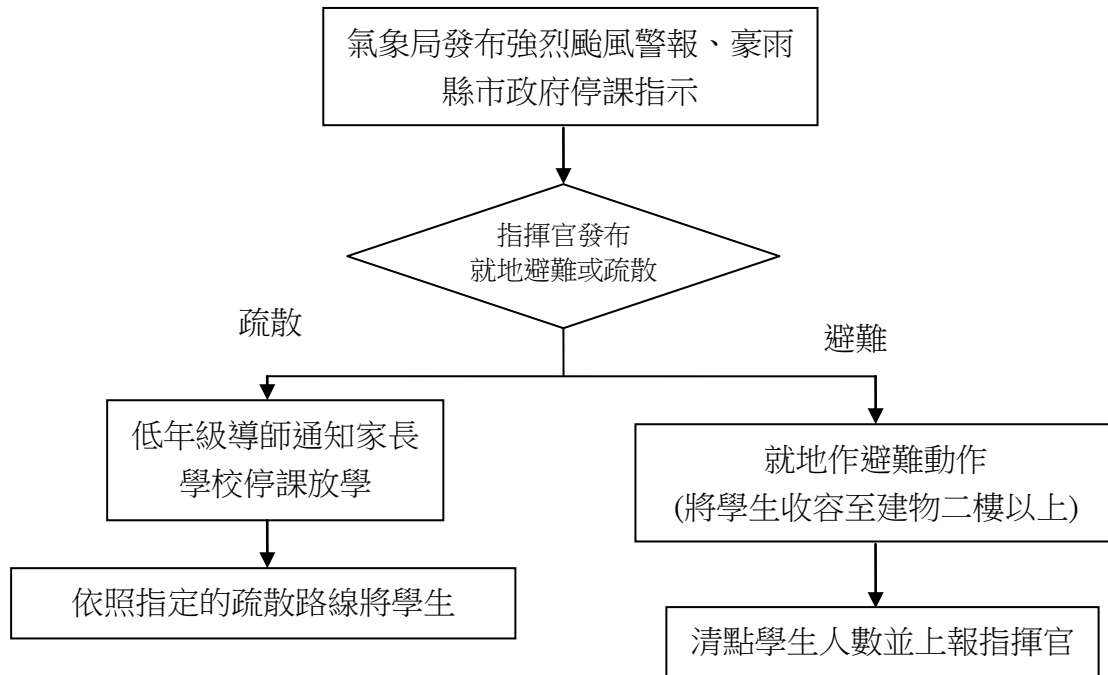 氣象局發布強烈颱風警報、豪雨
縣市政府停課指示
指揮官發布
就地避難或疏散
疏散
避難
低年級導師通知家長
學校停課放學
就地作避難動作
(將學生收容至建物二樓以上)
依照指定的疏散路線將學生
清點學生人數並上報指揮官